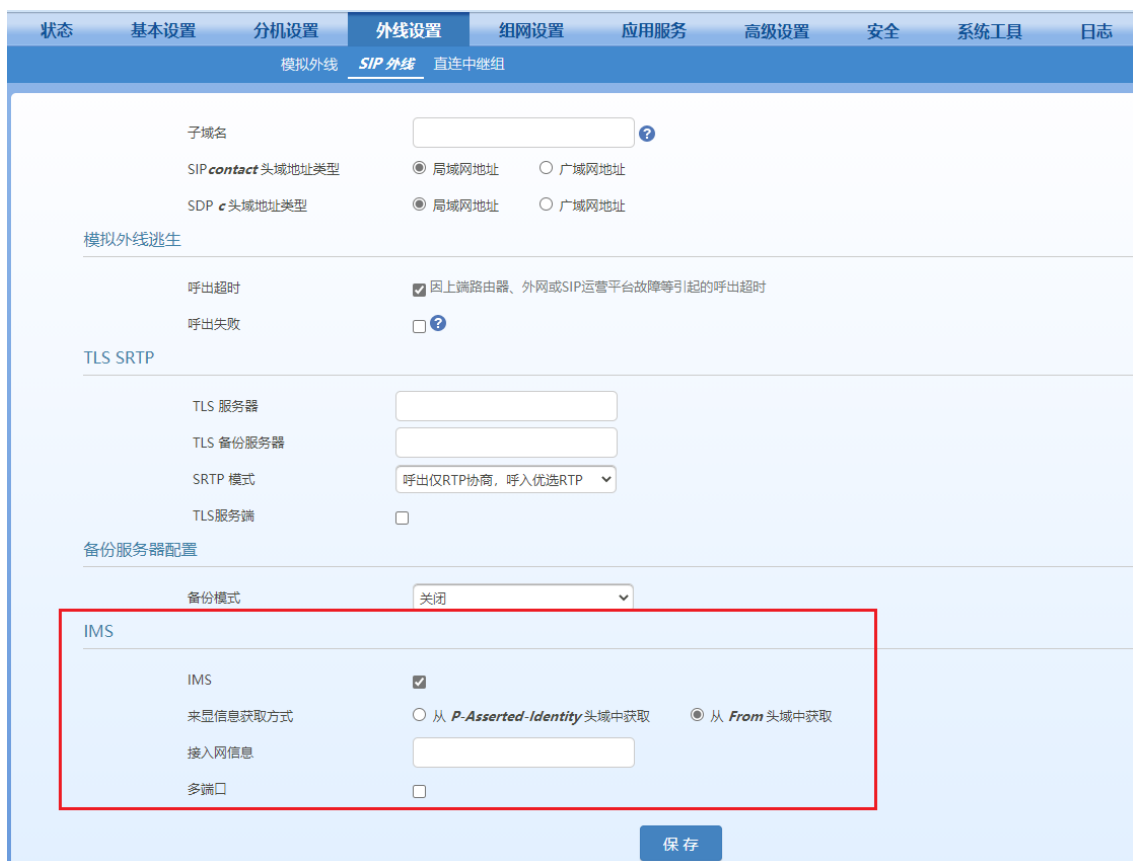 状态 基本设置 分机设置 外线设置 组网设置 应用服务 高级设置 安全 系统工具 日志
模拟外线 SIP 外线 直连中继组
子域名 ?
SIPcontact 头域地址类型 局域网地址 广域网地址
SDP c 头域地址类型 局域网地址 广域网地址
模拟外线逃生
呼出超时 因上端路由器、外网或SIP运营平台故障等引起的呼出超时
呼出失败 ?
TLS SRTP
TLS 服务器
TLS 备份服务器
SRTP 模式 呼出仅RTP协商，呼入优选RTP
TLS服务端
备份服务器配置
备份模式 关闭
IMS
IMS
来显信息获取方式 从 P-Asserted-Identity 头域中获取 从 From 头域中获取
接入网信息
多端口
保存